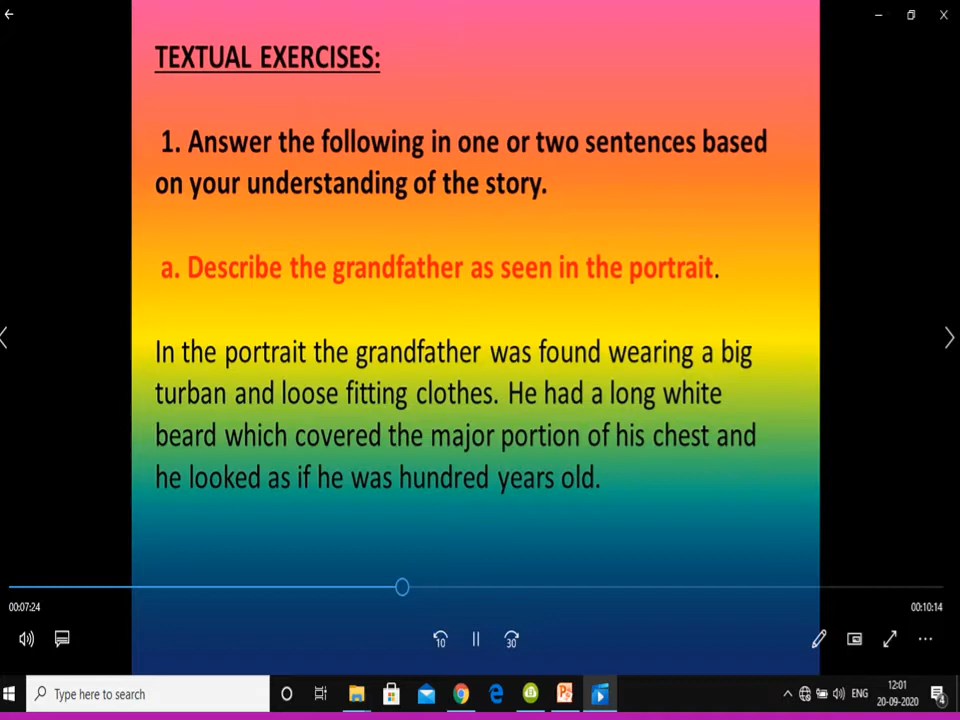 TEXTUAL EXERCISES:
1. Answer the following in one or two sentences based
on your understanding of the story.
a. Describe the grandfather as seen in the portrait.
In the portrait the grandfather was found wearing a big
turban and loose fitting clothes. He had a long white
beard which covered the major portion of his chest and
he looked as if he was hundred years old.
00:07:24
00:10:14
10
30
Type here to search
ENG
12:01
20-09-2020
4